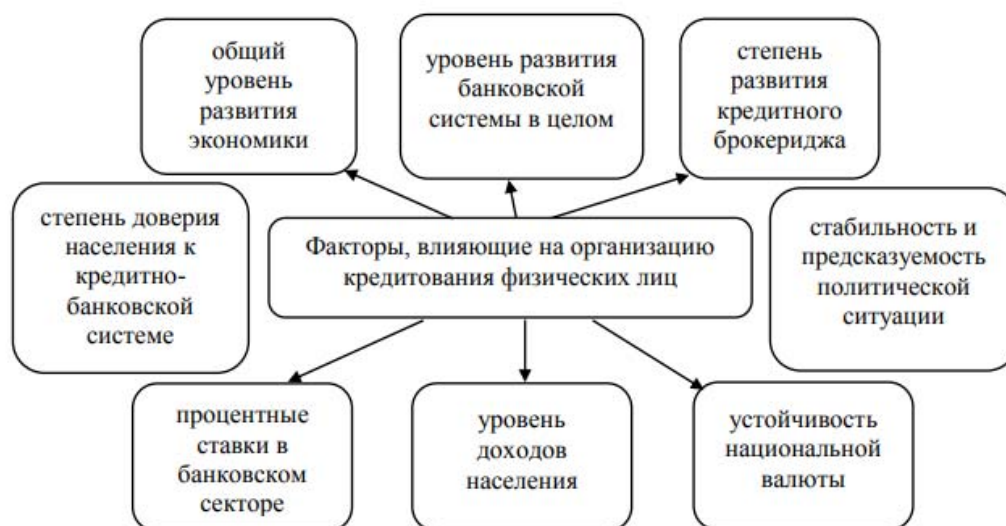 общий
уровень
развития
экономики
уровень развития
банковской
системы в целом
степень
развития
кредитного
брокериджа
степень доверия
населения к
кредитно-
банковской
системе
Факторы, влияющие на организацию
кредитования физических лиц
стабильность и
предсказуемость
политической
ситуации
процентные
ставки в
банковском
секторе
уровень
доходов
населения
устойчивость
национальной
валюты